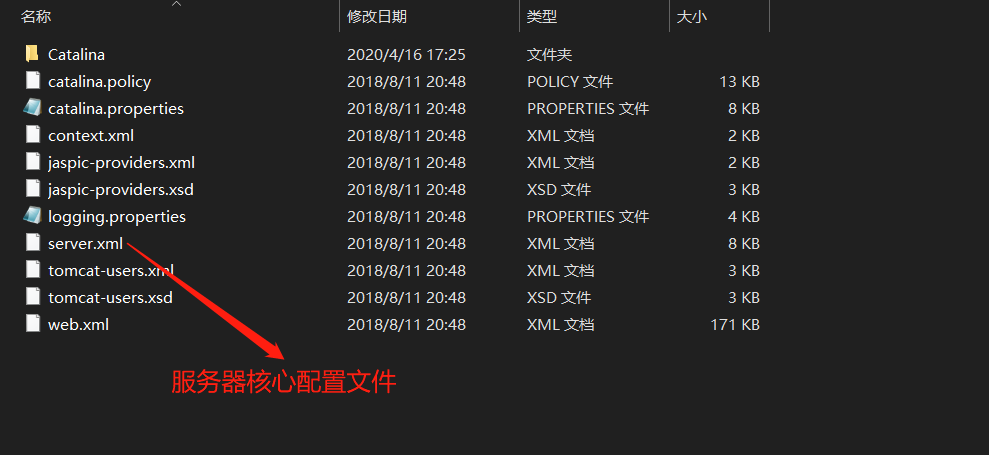 名称 修改日期 类型 大小
Catalina 2020/4/16 17:25 文件夹
catalina.policy 2018/8/11 20:48 POLICY 文件 13 KB
catalina.properties 2018/8/11 20:48 PROPERTIES 文件 8 KB
context.xml 2018/8/11 20:48 XML 文档 2 KB
jaspic-providers.xml 2018/8/11 20:48 XML 文档 2 KB
jaspic-providers.xsd 2018/8/11 20:48 XSD 文件 3 KB
logging.properties 2018/8/11 20:48 PROPERTIES 文件 4 KB
server.xml 2018/8/11 20:48 XML 文档 8 KB
tomcat-users.xml 2018/8/11 20:48 XML 文档 3 KB
tomcat-users.xsd 2018/8/11 20:48 XSD 文件 3 KB
web.xml 2018/8/11 20:48 XML 文档 171 KB
服务器核心配置文件